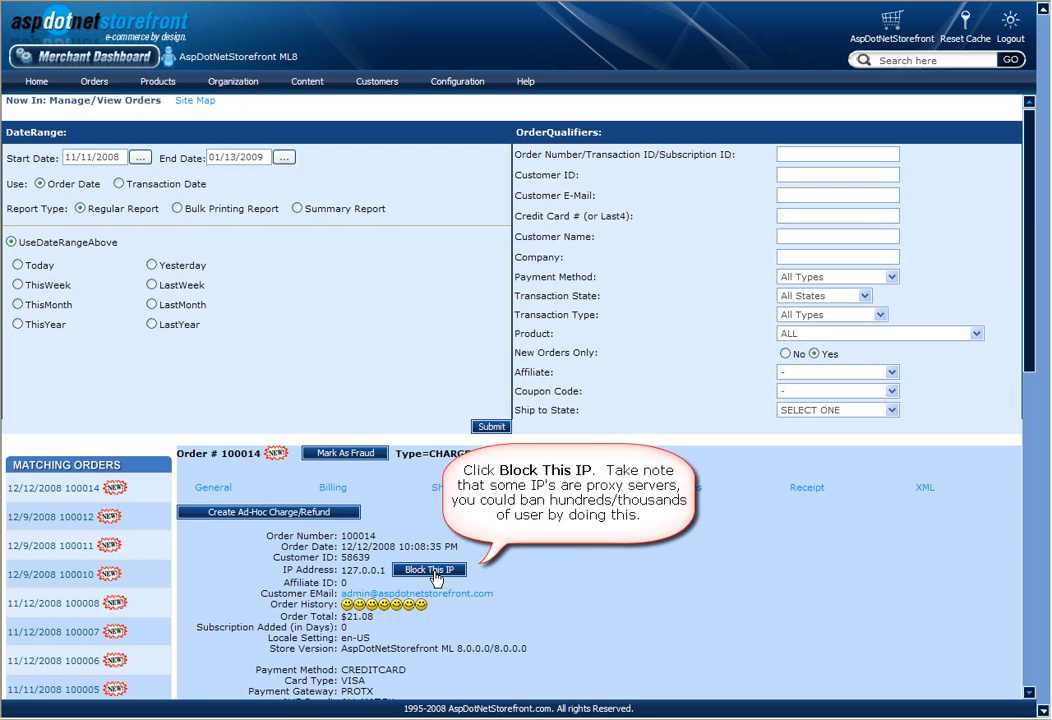 aspdotnetstorefront
e-commerce by design.
Merchant Dashboard AspDotNetStorefront ML8
AspDotNetStorefront Reset Cache Logout
Search here GO
Home Orders Products Organization Content Customers Configuration Help
Now In: Manage/View Orders Site Map
DateRange:
Start Date: 11/11/2008 ... End Date: 01/13/2009 ...
Use: Order Date Transaction Date
Report Type: Regular Report Bulk Printing Report Summary Report
UseDateRangeAbove
Today Yesterday
ThisWeek LastWeek
ThisMonth LastMonth
ThisYear LastYear
OrderQualifiers:
Order Number/Transaction ID/Subscription ID:
Customer ID:
Customer E-Mail:
Credit Card # (or Last4):
Customer Name:
Company:
Payment Method: All Types
Transaction State: All States
Transaction Type: All Types
Product: ALL
New Orders Only: No Yes
Affiliate: -
Coupon Code: -
Ship to State: SELECT ONE
Submit
MATCHING ORDERS
12/12/2008 100014 NEW!
12/9/2008 100012 NEW!
12/9/2008 100011 NEW!
12/9/2008 100010 NEW!
11/12/2008 100008 NEW!
11/12/2008 100007 NEW!
11/12/2008 100006 NEW!
11/11/2008 100005 NEW!
Order # 100014 NEW! Mark As Fraud Type=CHARGE
General Billing Receipt XML
Create Ad-Hoc Charge/Refund
Click Block This IP. Take note
that some IP's are proxy servers,
you could ban hundreds/thousands
of user by doing this.
Order Number: 100014
Order Date: 12/12/2008 10:08:35 PM
Customer ID: 58639
IP Address: 127.0.0.1 Block This IP
Affiliate ID: 0
Customer EMail: admin@aspdotnetstorefront.com
Order History:
Order Total: $21.08
Subscription Added (in Days): 0
Locale Setting: en-US
Store Version: AspDotNetStorefront ML 8.0.0.0/8.0.0.0
Payment Method: CREDITCARD
Card Type: VISA
Payment Gateway: PROTX
1995-2008 AspDotNetStorefront.com. All rights Reserved.